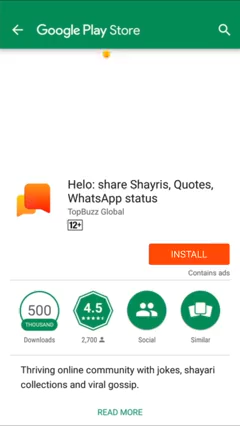 Google Play Store
Helo: share Shayris, Quotes,
WhatsApp status
TopBuzz Global
12+
INSTALL
Contains ads
500
THOUSAND
Downloads
4.5
2,700
Social
Similar
Thriving online community with jokes, shayari
collections and viral gossip.
READ MORE